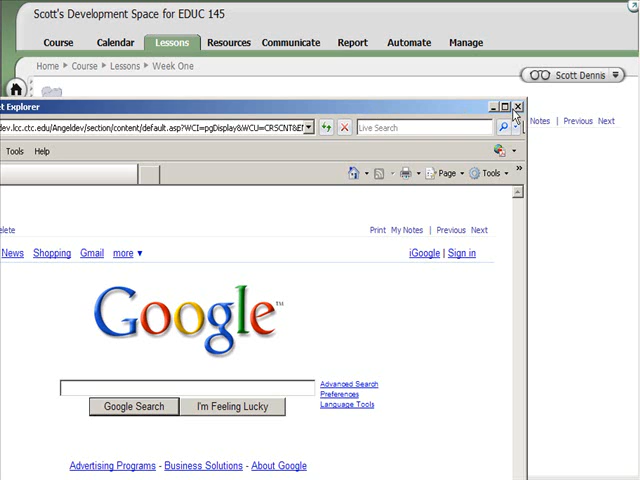 Scott's Development Space for EDUC 145
Course Calendar Lessons Resources Communicate Report Automate Manage
Home › Course › Lessons › Week One
Scott Dennis
et Explorer
dev.lcc.ctc.edu/Angeldev/section/content/default.asp?WCI=pgDisplay&WCU=CRSCNT&EN
Live Search
Notes | Previous Next
Tools Help
Page Tools »
elete
Print My Notes | Previous Next
News Shopping Gmail more ▼
iGoogle | Sign in
Google™
Advanced Search
Preferences
Language Tools
Google Search I'm Feeling Lucky
Advertising Programs - Business Solutions - About Google